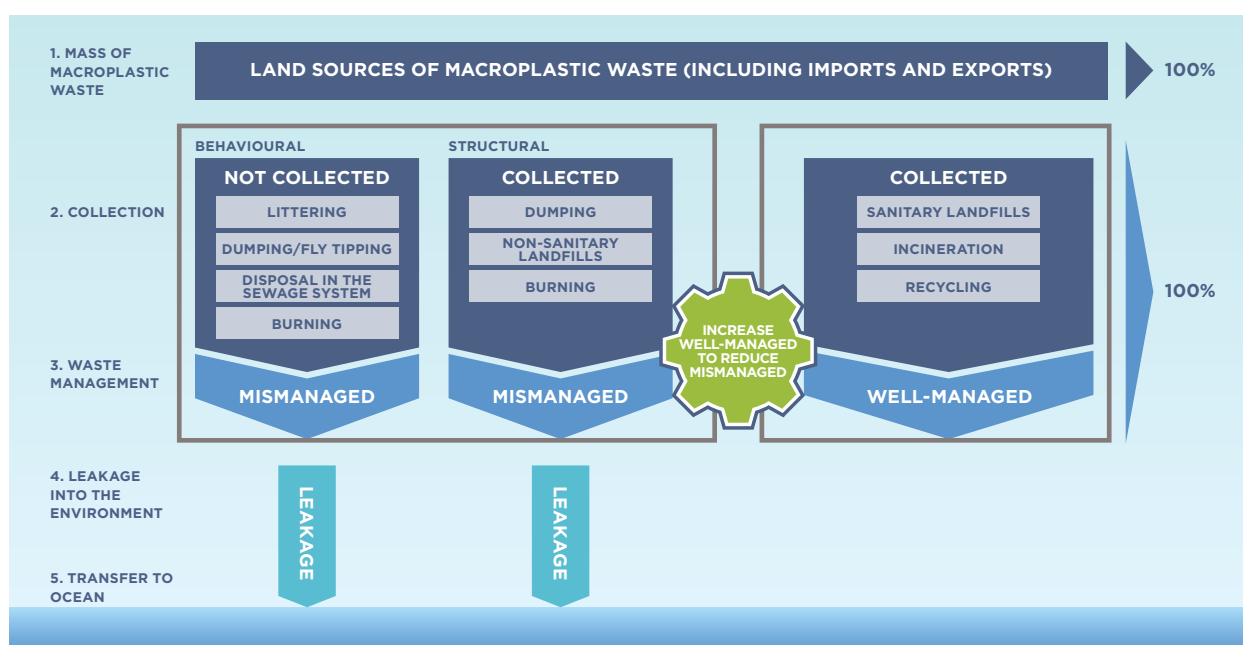 1. MASS OF
MACROPLASTIC
WASTE
LAND SOURCES OF MACROPLASTIC WASTE (INCLUDING IMPORTS AND EXPORTS)
100%
BEHAVIOURAL
STRUCTURAL
NOT COLLECTED
COLLECTED
COLLECTED
2. COLLECTION
LITTERING
DUMPING/FLY TIPPING
DISPOSAL IN THE
SEWAGE SYSTEM
BURNING
DUMPING
NON-SANITARY
LANDFILLS
BURNING
SANITARY LANDFILLS
INCINERATION
RECYCLING
100%
INCREASE
WELL-MANAGED
TO REDUCE
MISMANAGED
3. WASTE
MANAGEMENT
MISMANAGED
MISMANAGED
WELL-MANAGED
4. LEAKAGE
INTO THE
ENVIRONMENT
LEAKAGE
LEAKAGE
5. TRANSFER TO
OCEAN